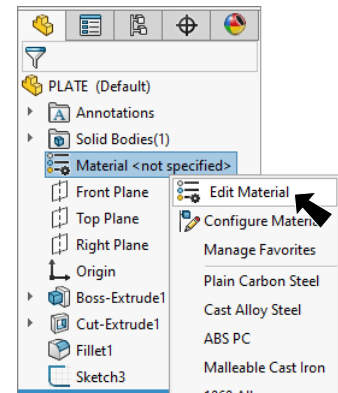 PLATE (Default)
Annotations
Solid Bodies(1)
Material <not specified>
Front Plane
Top Plane
Right Plane
Origin
Boss-Extrude1
Cut-Extrude1
Fillet1
Sketch3
Edit Material
Configure Material
Manage Favorites
Plain Carbon Steel
Cast Alloy Steel
ABS PC
Malleable Cast Iron